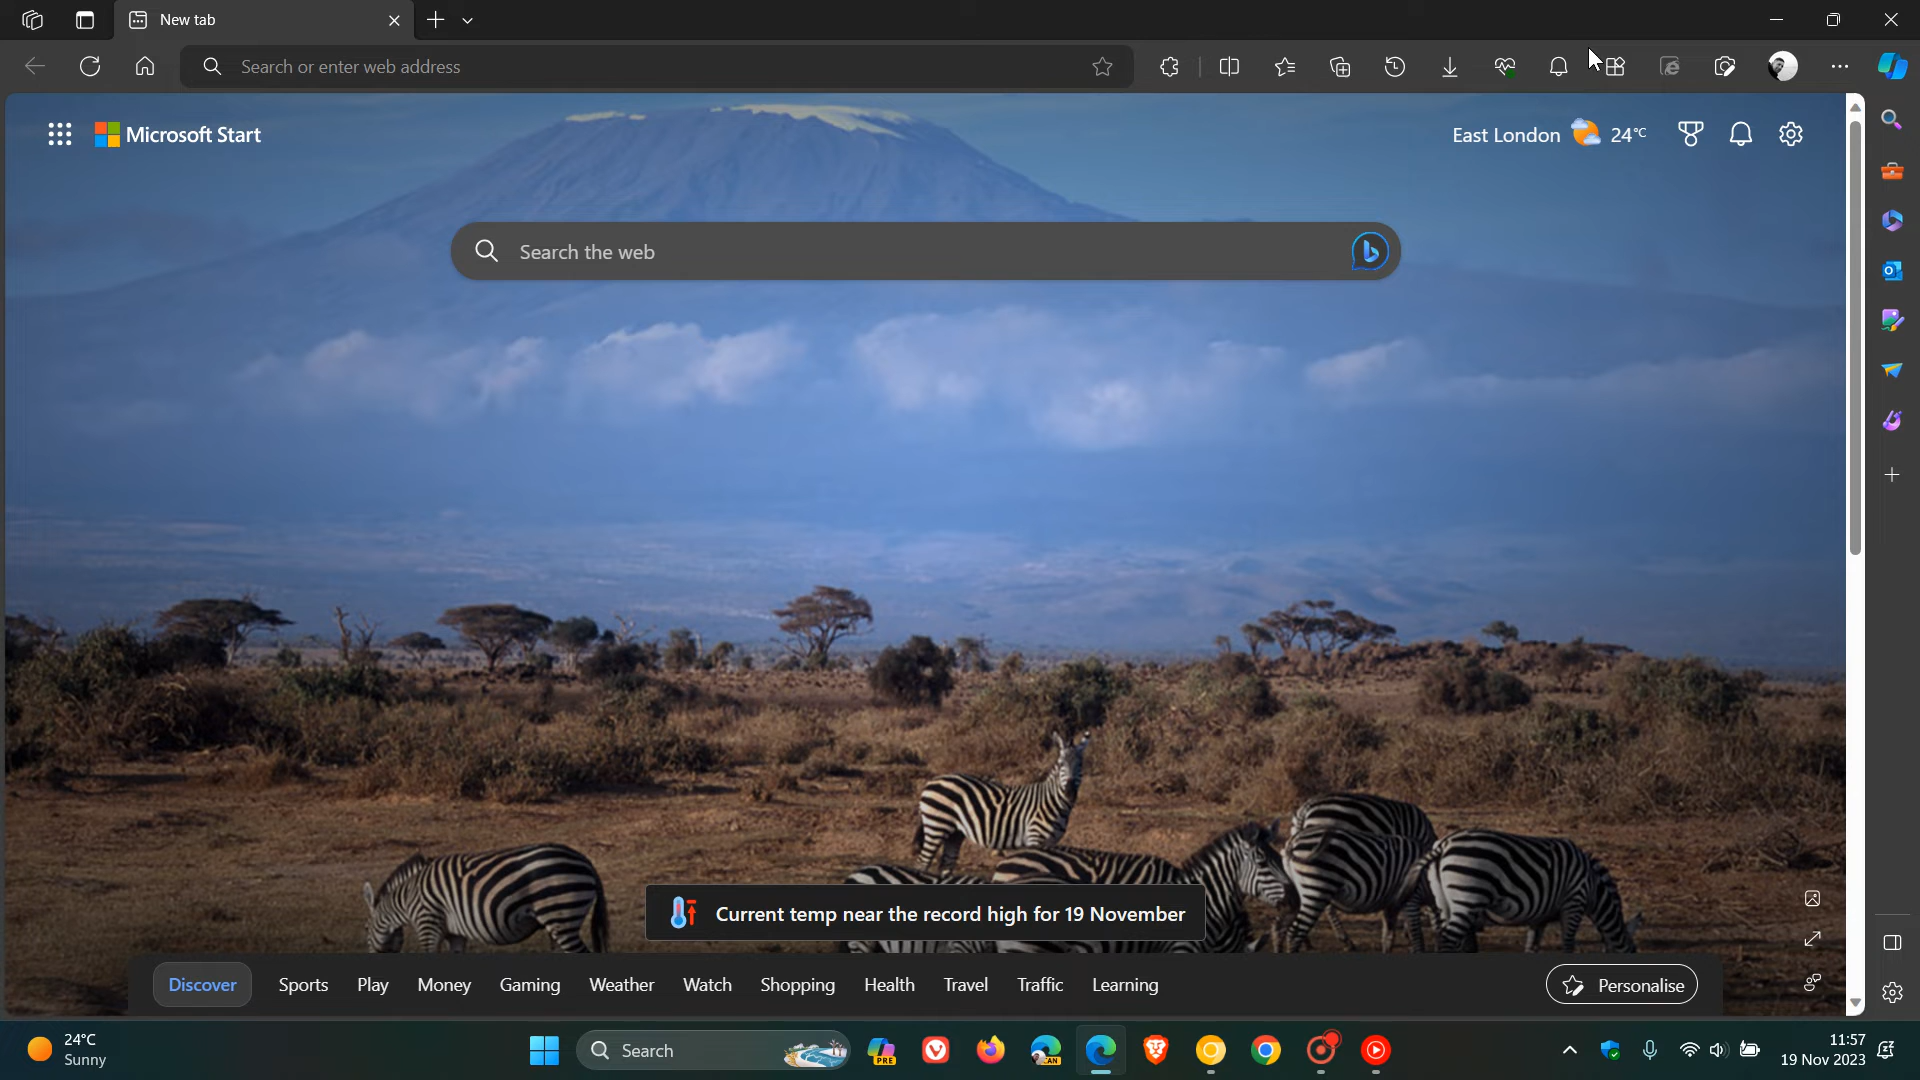 New tab
Search or enter web address
Microsoft Start
East London 24°C
Search the web
Current temp near the record high for 19 November
Discover Sports Play Money Gaming Weather Watch Shopping Health Travel Traffic Learning Personalise
24°C
Sunny
Search
PRE
CAN
11:57
19 Nov 2023